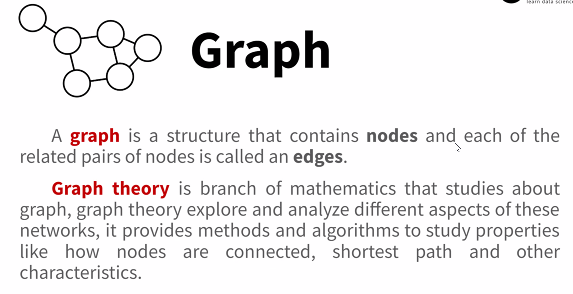 learn data science
Graph
A graph is a structure that contains nodes and each of the
related pairs of nodes is called an edges.
Graph theory is branch of mathematics that studies about
graph, graph theory explore and analyze different aspects of these
networks, it provides methods and algorithms to study properties
like how nodes are connected, shortest path and other
characteristics.